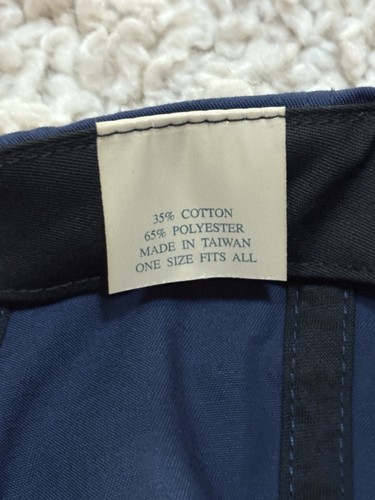 35% COTTON
65% POLYESTER
MADE IN TAIWAN
ONE SIZE FITS ALL